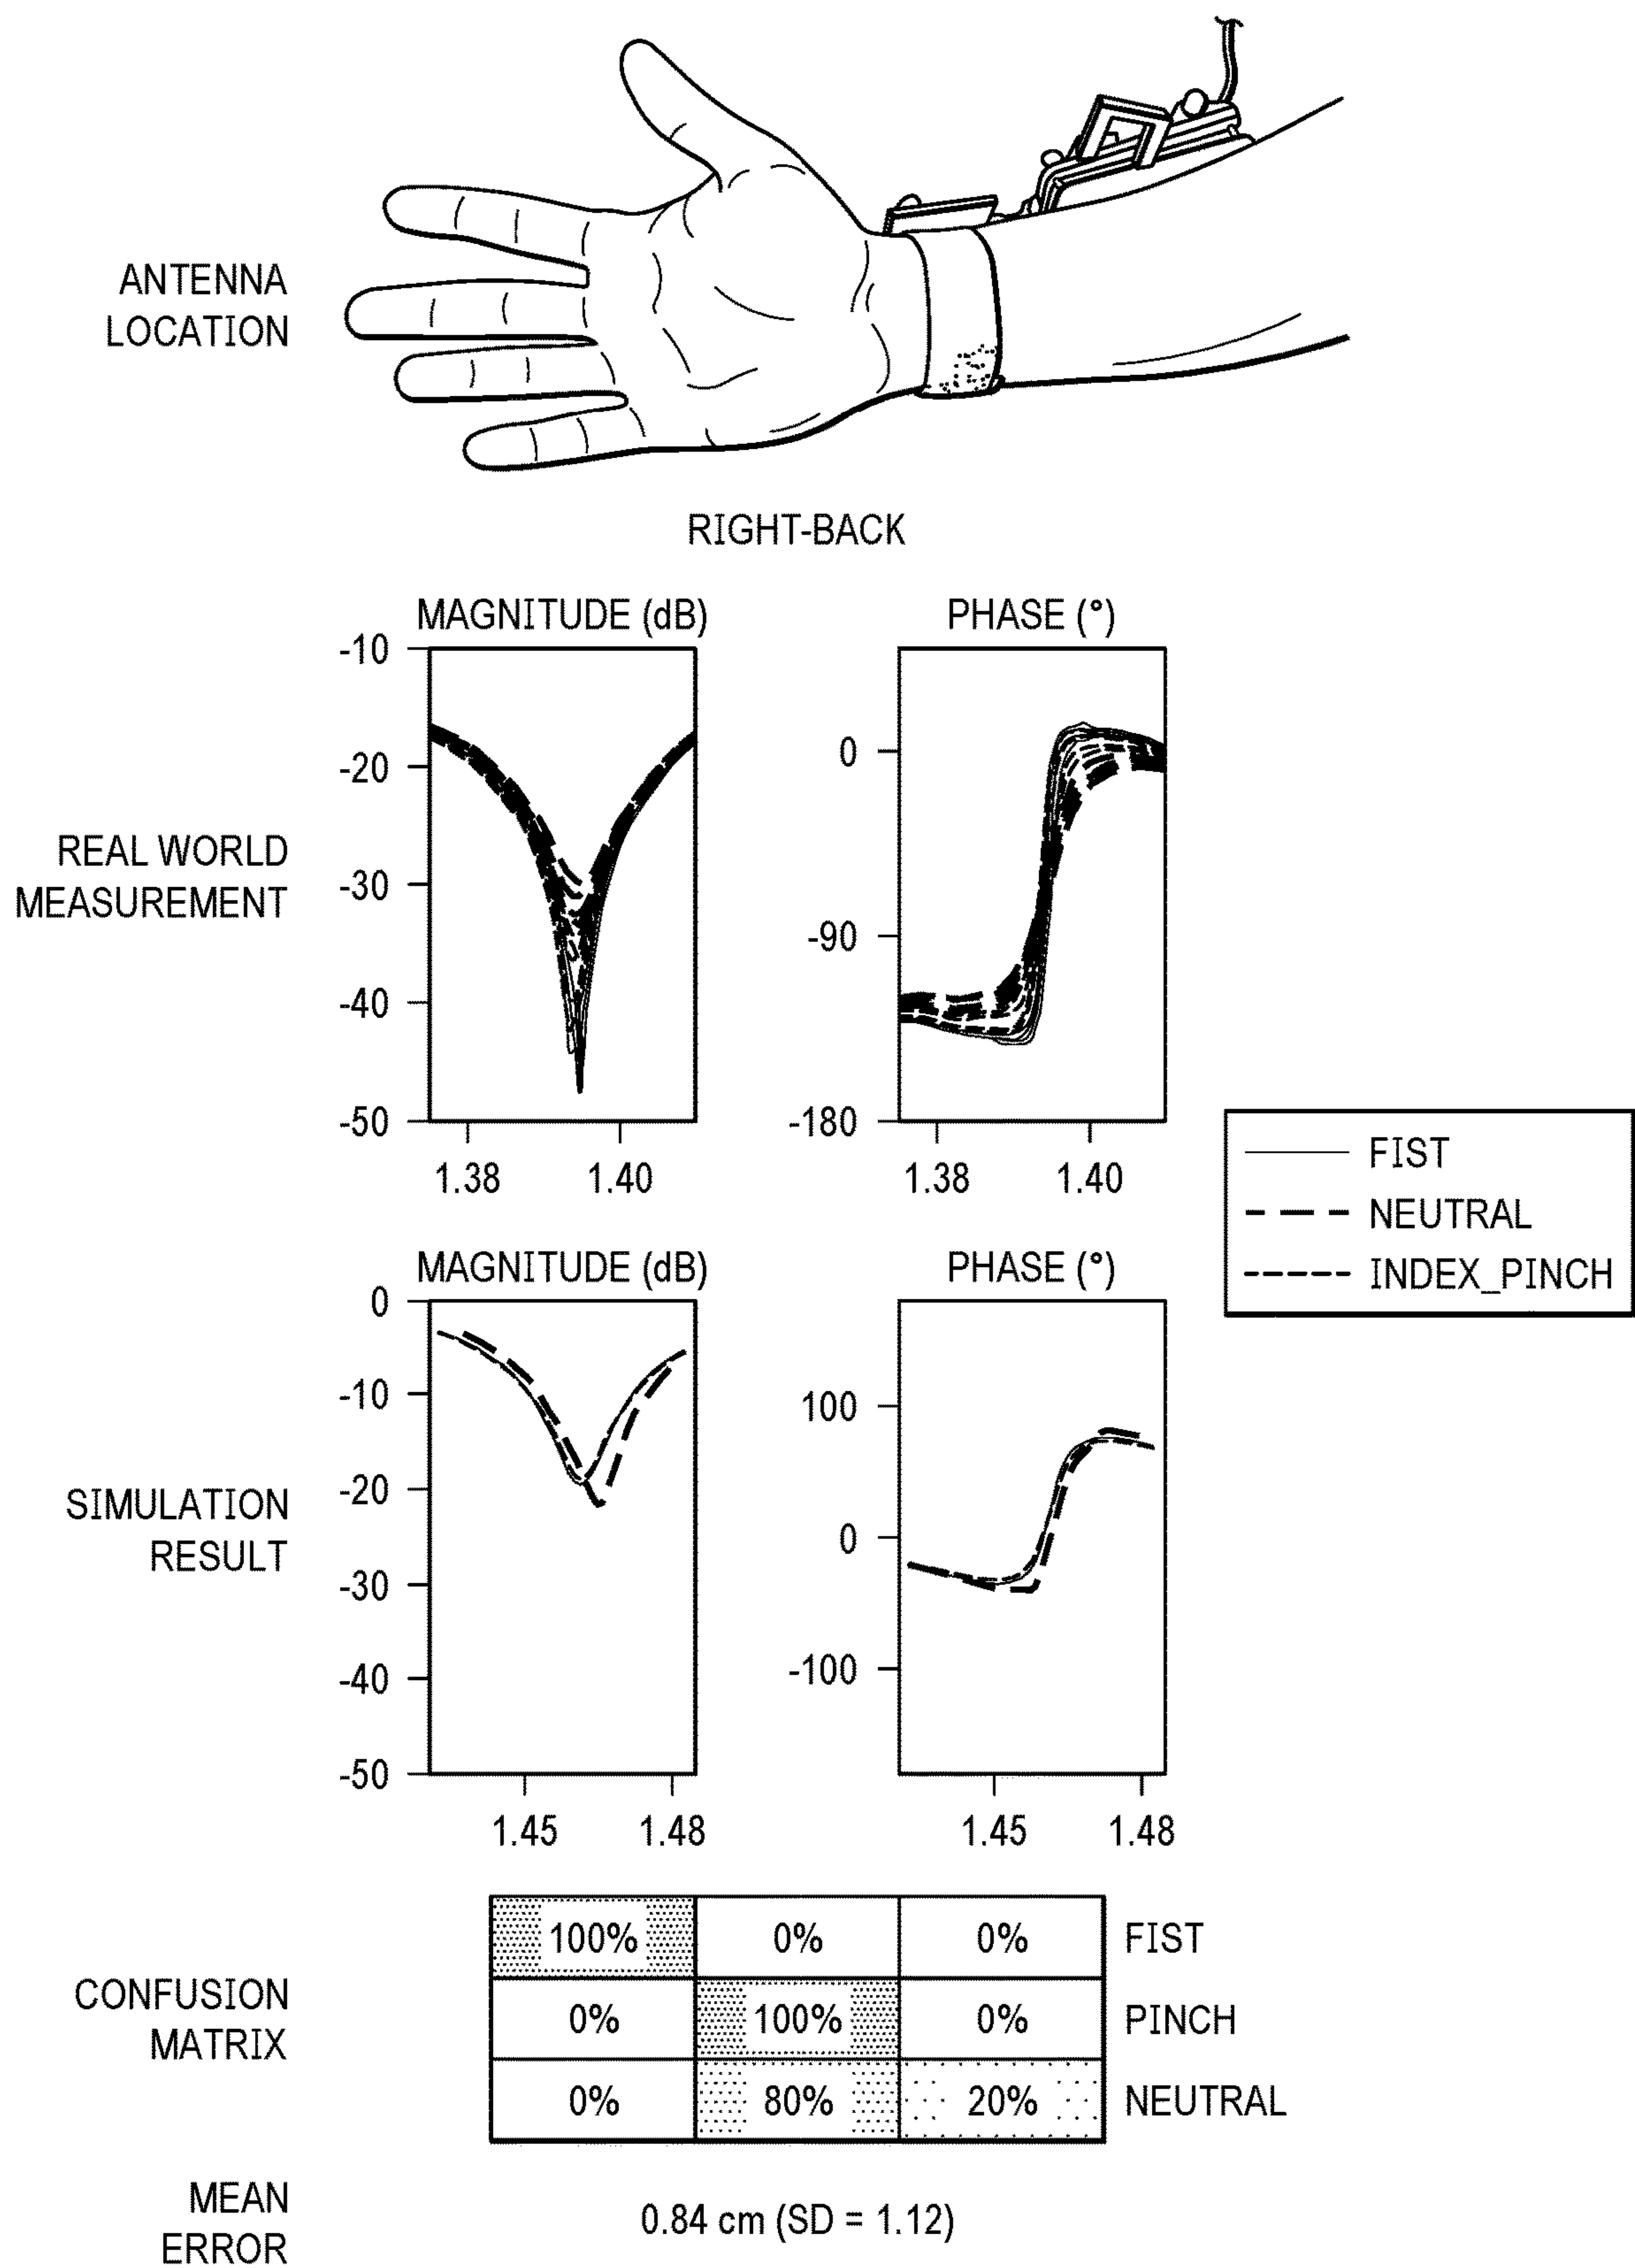 ANTENNA
LOCATION
RIGHT-BACK
REAL WORLD
MEASUREMENT
MAGNITUDE (dB)
-10
-20
-30
-40
-50
1.38 1.40
PHASE (°)
0
-90
-180
1.38 1.40
FIST
NEUTRAL
INDEX_PINCH
SIMULATION
RESULT
MAGNITUDE (dB)
0
-10
-20
-30
-40
-50
1.45 1.48
PHASE (°)
100
0
-100
1.45 1.48
CONFUSION
MATRIX
100% 0% 0% FIST
0% 100% 0% PINCH
0% 80% 20% NEUTRAL
MEAN
ERROR
0.84 cm (SD = 1.12)